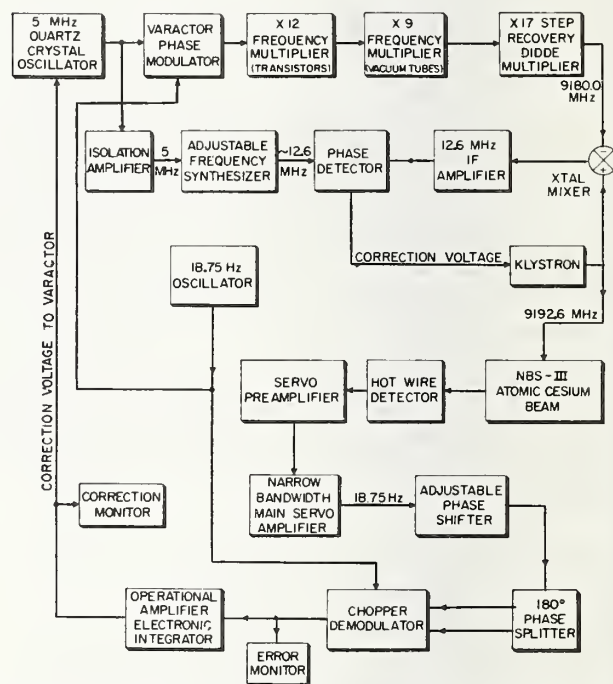 5 MHz
QUARTZ
CRYSTAL
OSCILLATOR
VARACTOR
PHASE
MODULATOR
X 12
FREQUENCY
MULTIPLIER
(TRANSISTORS)
X 9
FREQUENCY
MULTIPLIER
(VACUUM TUBES)
X17 STEP
RECOVERY
DIDDE
MULTIPLIER
9180.0
MHz
ISOLATION
AMPLIFIER
5
MHz
ADJUSTABLE
FREQUENCY
SYNTHESIZER
~12.6
MHz
PHASE
DETECTOR
12.6 MHz
IF
AMPLIFIER
−
+
XTAL
MIXER
CORRECTION VOLTAGE
KLYSTRON
18.75 Hz
OSCILLATOR
9192.6 MHz
CORRECTION VOLTAGE TO VARACTOR
SERVO
PREAMPLIFIER
HOT WIRE
DETECTOR
NBS-III
ATOMIC CESIUM
BEAM
CORRECTION
MONITOR
NARROW
BANDWIDTH
MAIN SERVO
AMPLIFIER
18.75 Hz
ADJUSTABLE
PHASE
SHIFTER
OPERATIONAL
AMPLIFIER
ELECTRONIC
INTEGRATOR
ERROR
MONITOR
CHOPPER
DEMODULATOR
180°
PHASE
SPLITTER